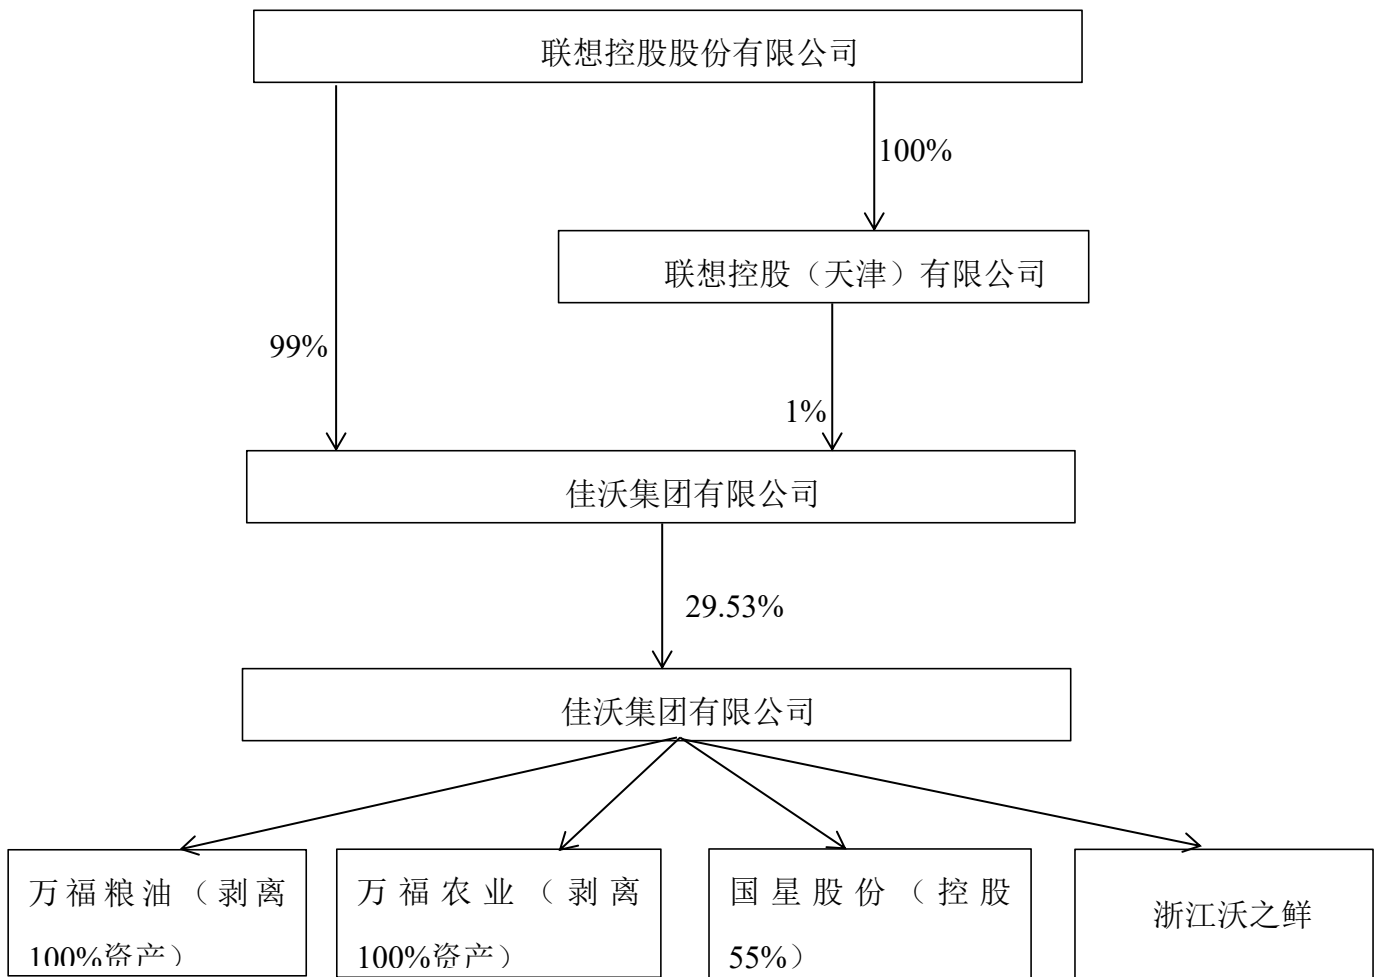 联想控股股份有限公司
100%
联想控股（天津）有限公司
99%
1%
佳沃集团有限公司
29.53%
佳沃集团有限公司
万福粮油（剥离
100%资产）
万福农业（剥离
100%资产）
国星股份（控股
55%）
浙江沃之鲜